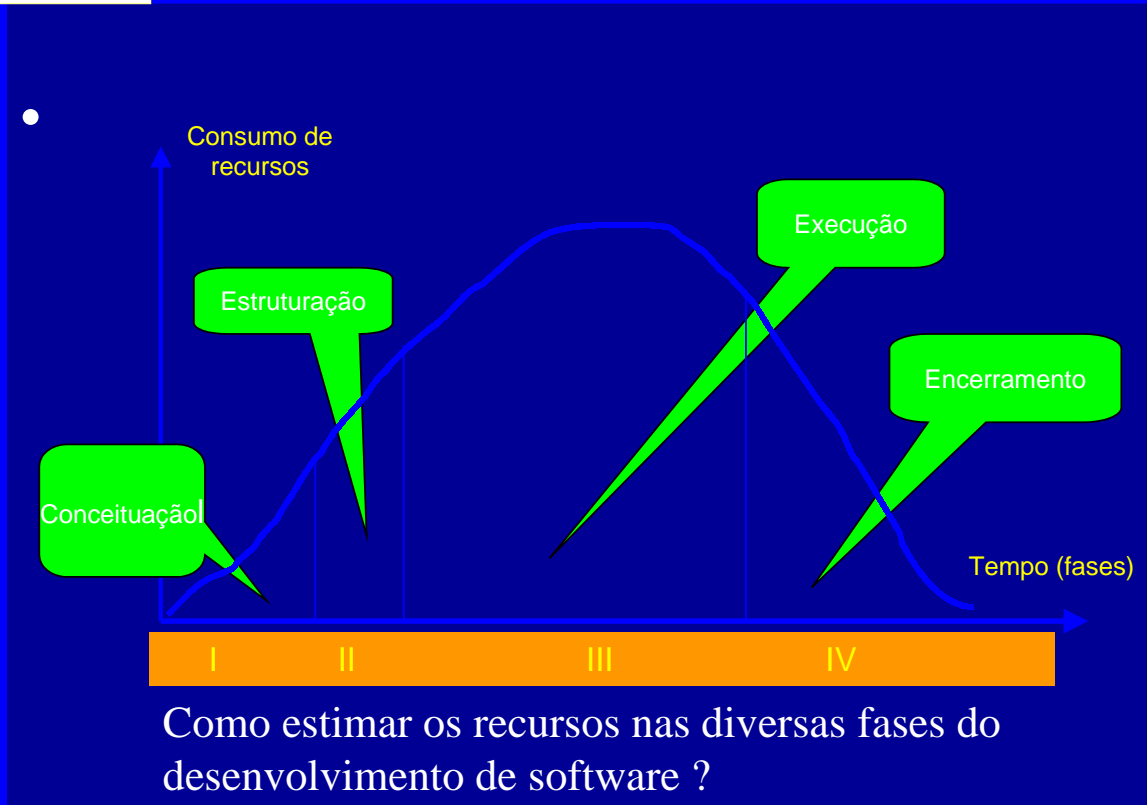 •
Consumo de
recursos
Execução
Estruturação
Encerramento
Conceituaçãol
Tempo (fases)
I II III IV
Como estimar os recursos nas diversas fases do
desenvolvimento de software ?